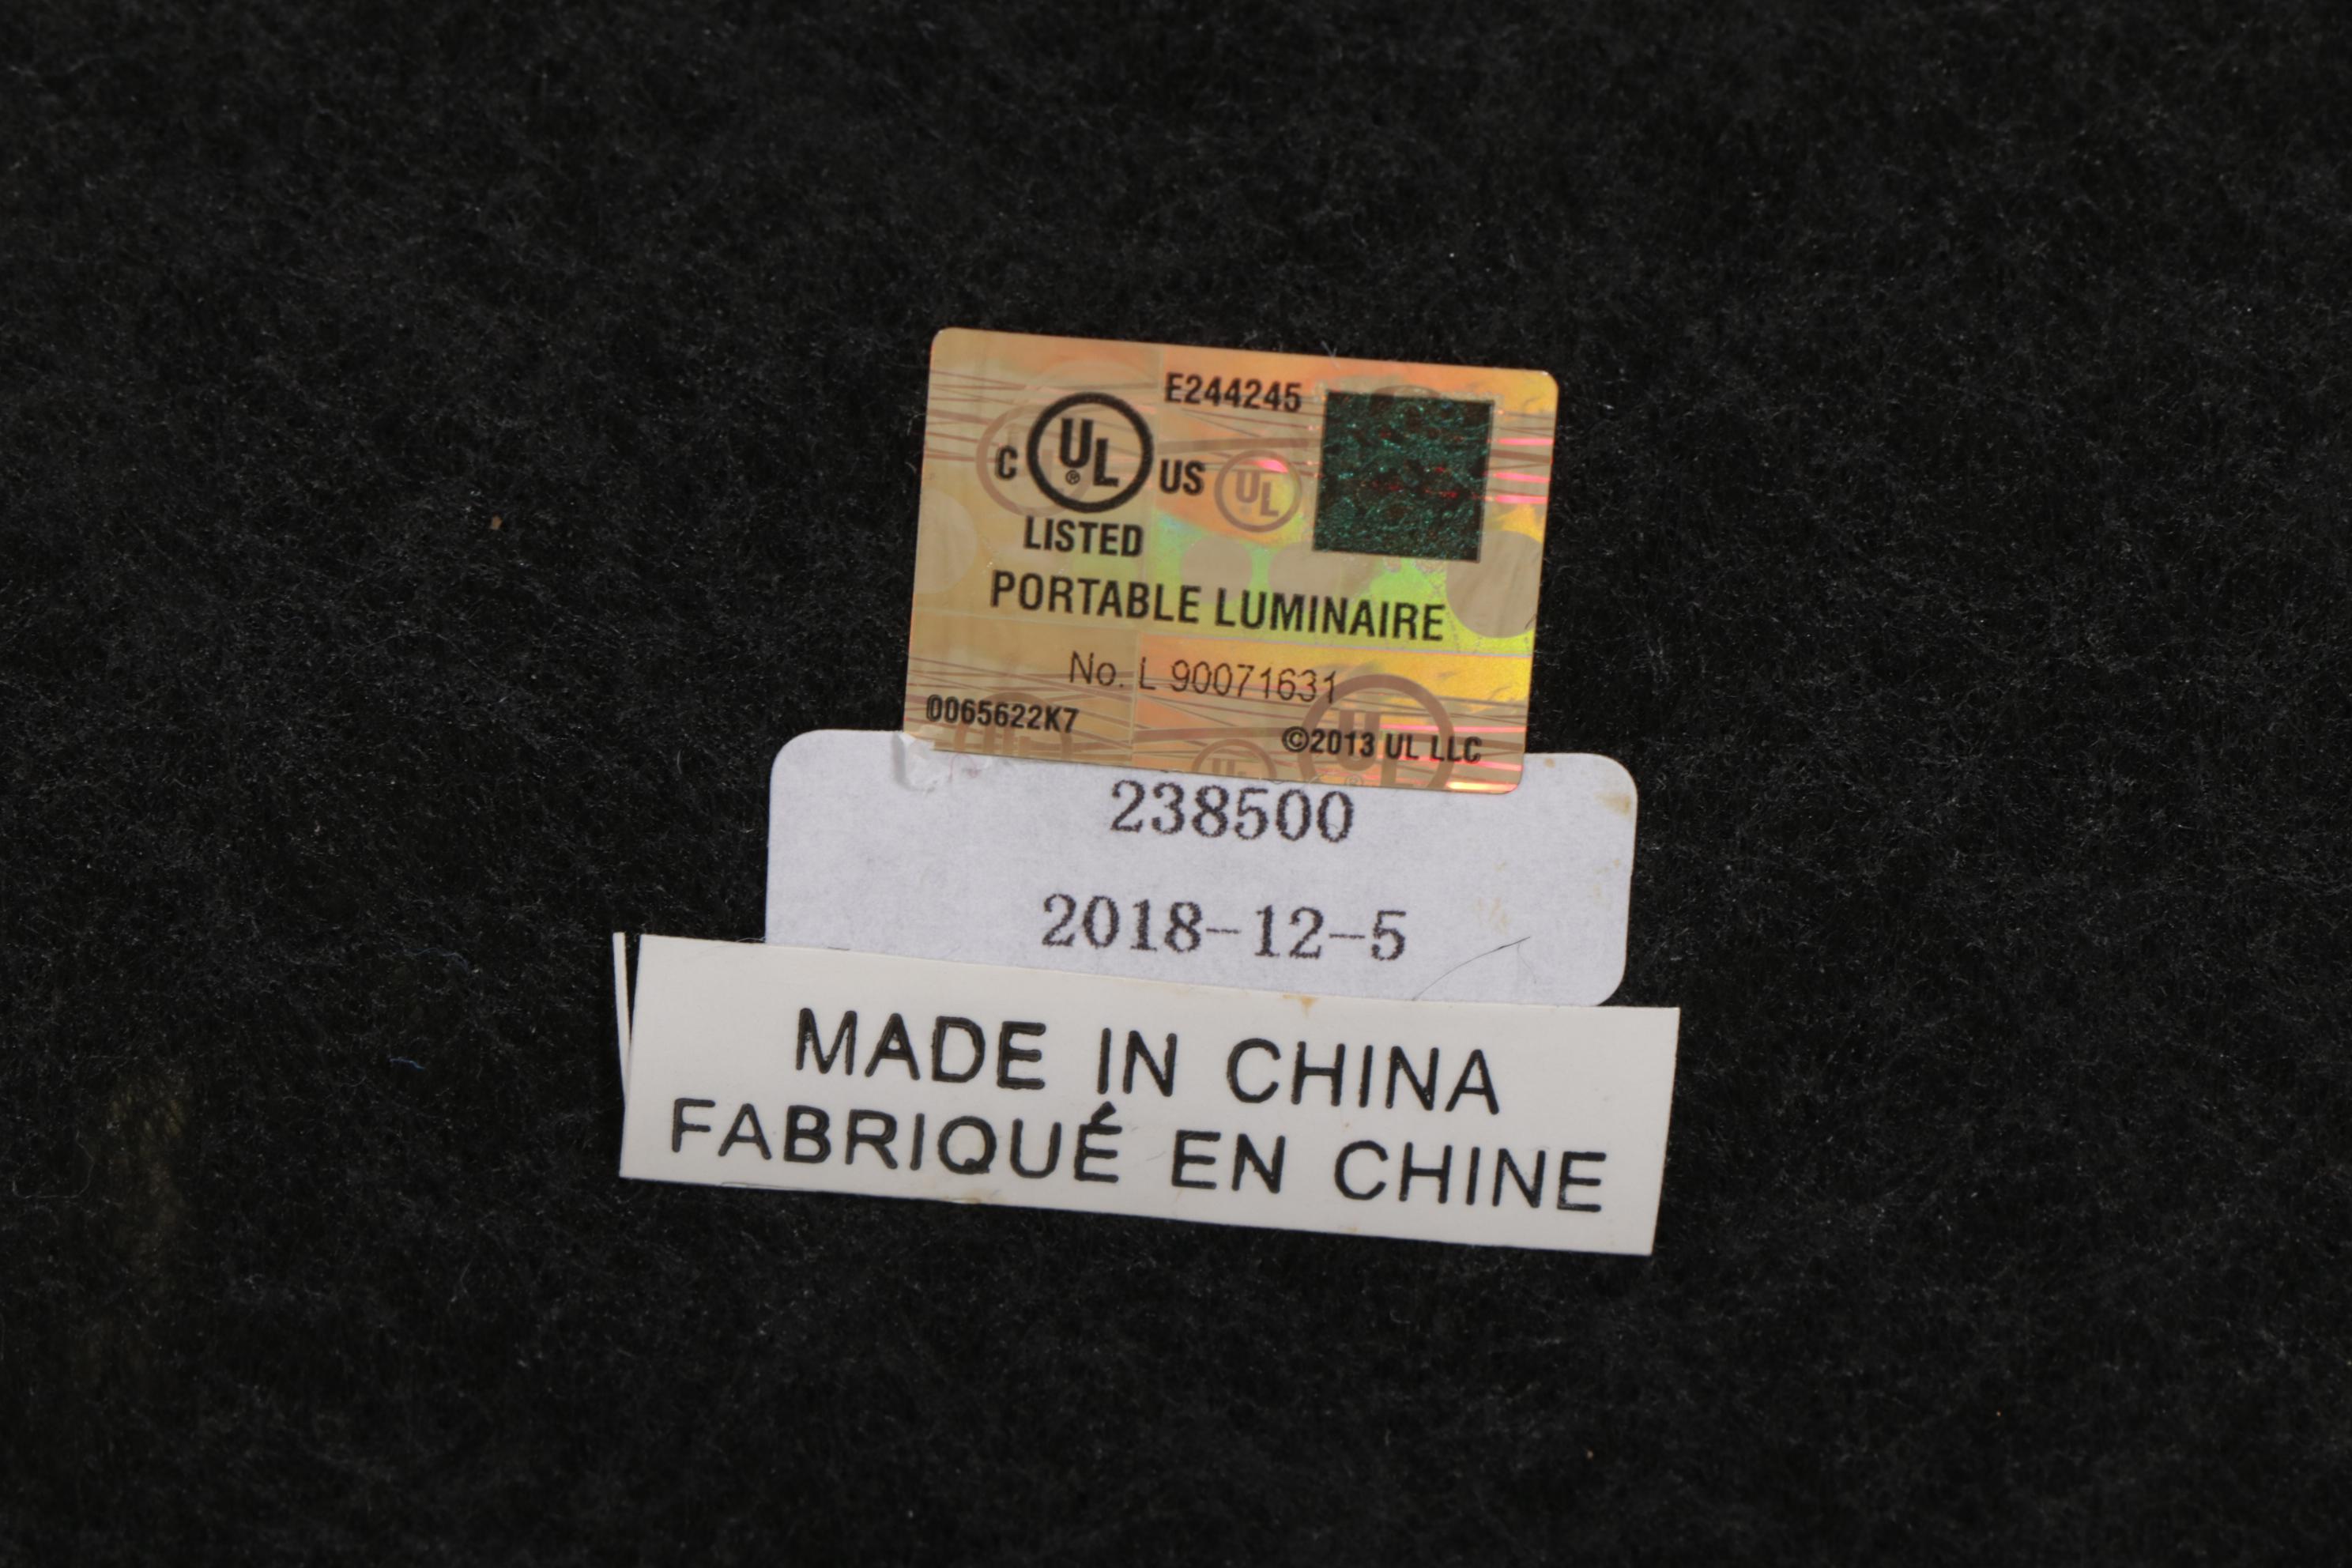 E244245
C UL® US UL
LISTED
PORTABLE LUMINAIRE
No. L 90071631
0065622K7
©2013 UL LLC
238500
2018-12-5
MADE IN CHINA
FABRIQUÉ EN CHINE